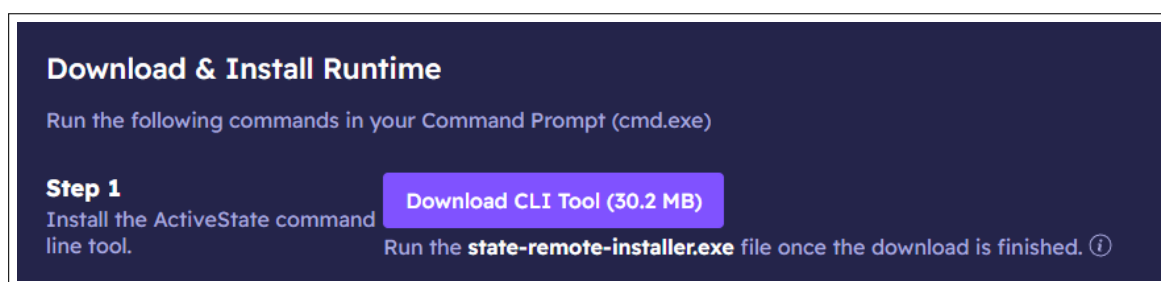 Download & Install Runtime
Run the following commands in your Command Prompt (cmd.exe)
Step 1
Install the ActiveState command
line tool.
Download CLI Tool (30.2 MB)
Run the state-remote-installer.exe file once the download is finished.